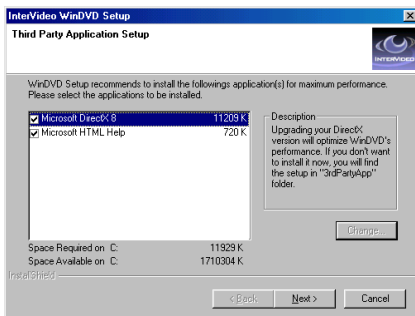 InterVideo WinDVD Setup
Third Party Application Setup
INTERVIDEO
WinDVD Setup recommends to install the followings application(s) for maximum performance.
Please select the applications to be installed.
Microsoft DirectX 8 11209 K
Microsoft HTML Help 720 K
Description
Upgrading your DirectX
version will optimize WinDVD's
performance. If you don't want
to install it now, you will find
the setup in "3rdPartyApp"
folder.
Change...
Space Required on C: 11929 K
Space Available on C: 1710304 K
InstallShield
< Back
Next >
Cancel